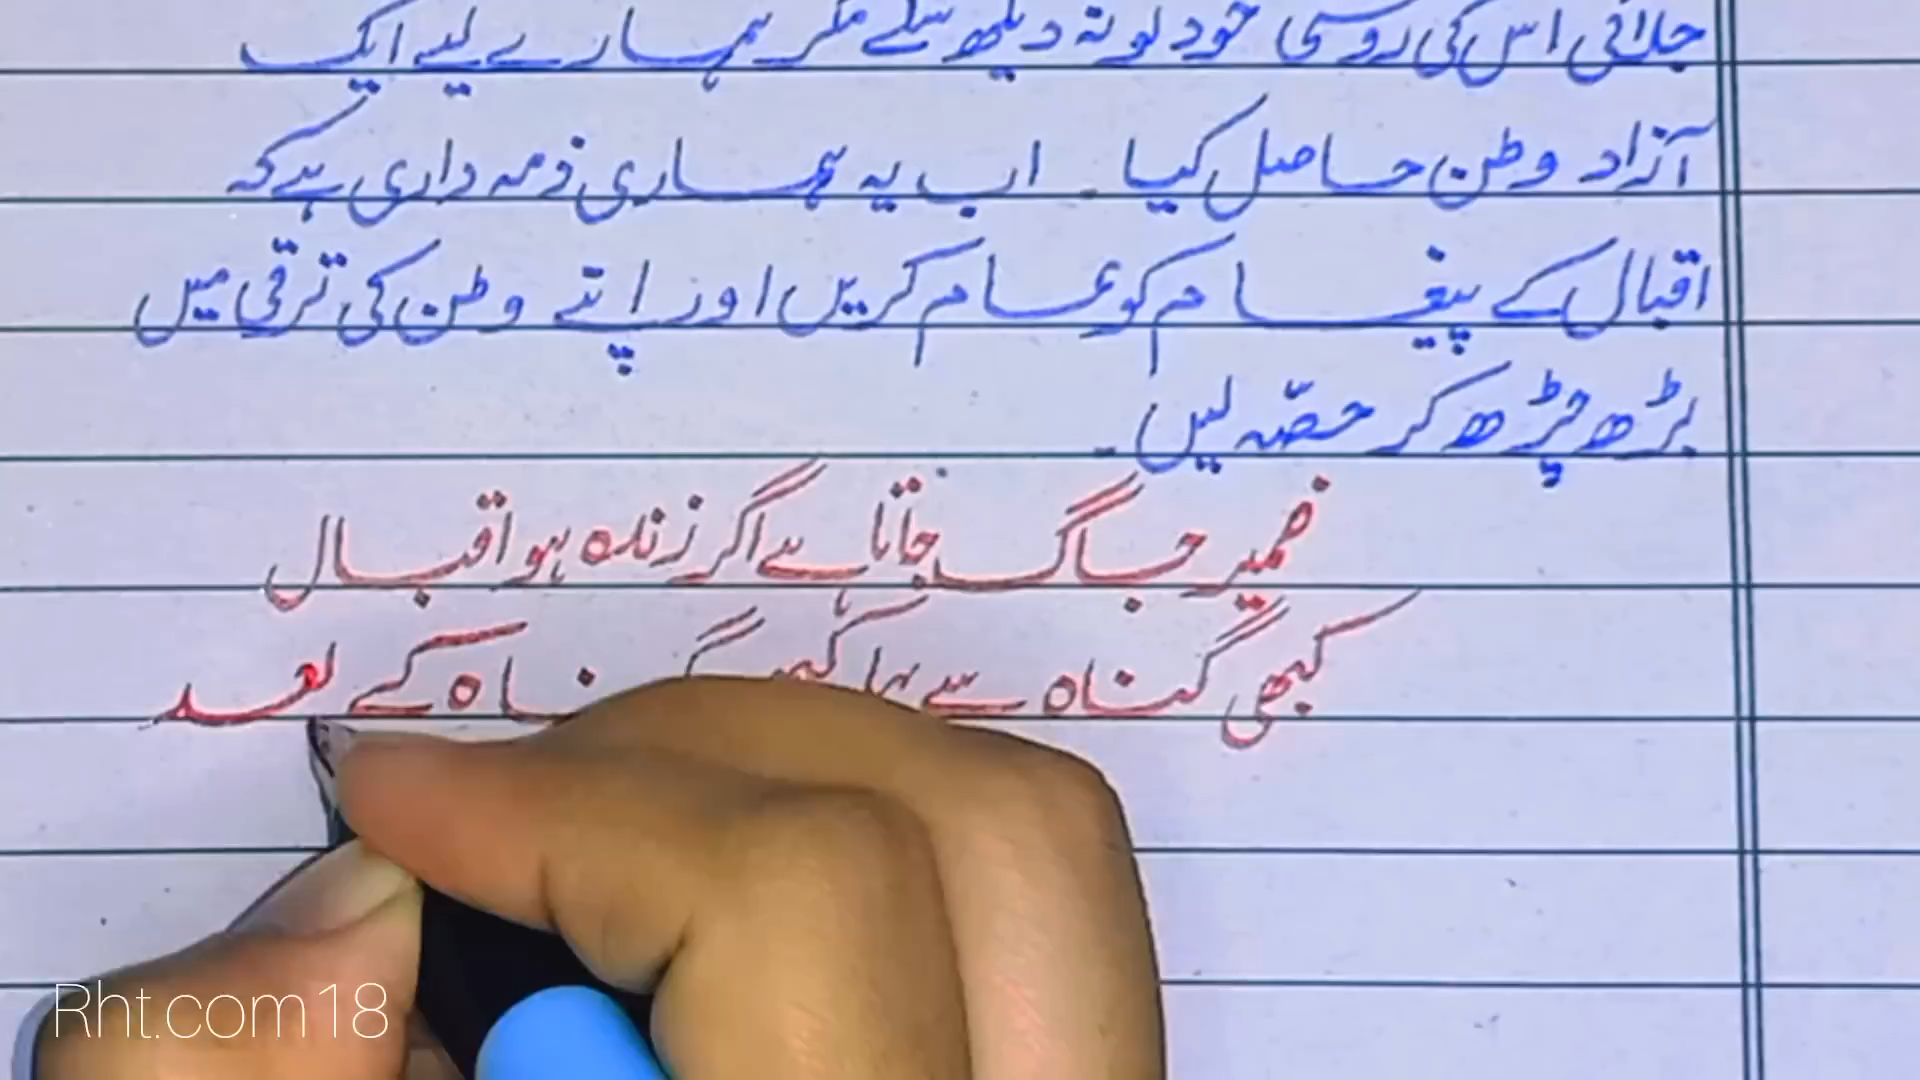 جلائی اس کی روشنی خود تو نہ دیکھ سکے مگر ہمارے لیے ایک
آزاد وطن حاصل کیا۔ اب یہ ہماری ذمہ داری ہے کہ
اقبال کے پیغام کو عام کریں اور اپنے وطن کی ترقی میں
بڑھ چڑھ کر حصّہ لیں۔
ضمیر جاگ جاتا ہے اگر زندہ ہو اقبال
کبھی گناہ سے پہلے گناہ کے بعد
Rht.com18